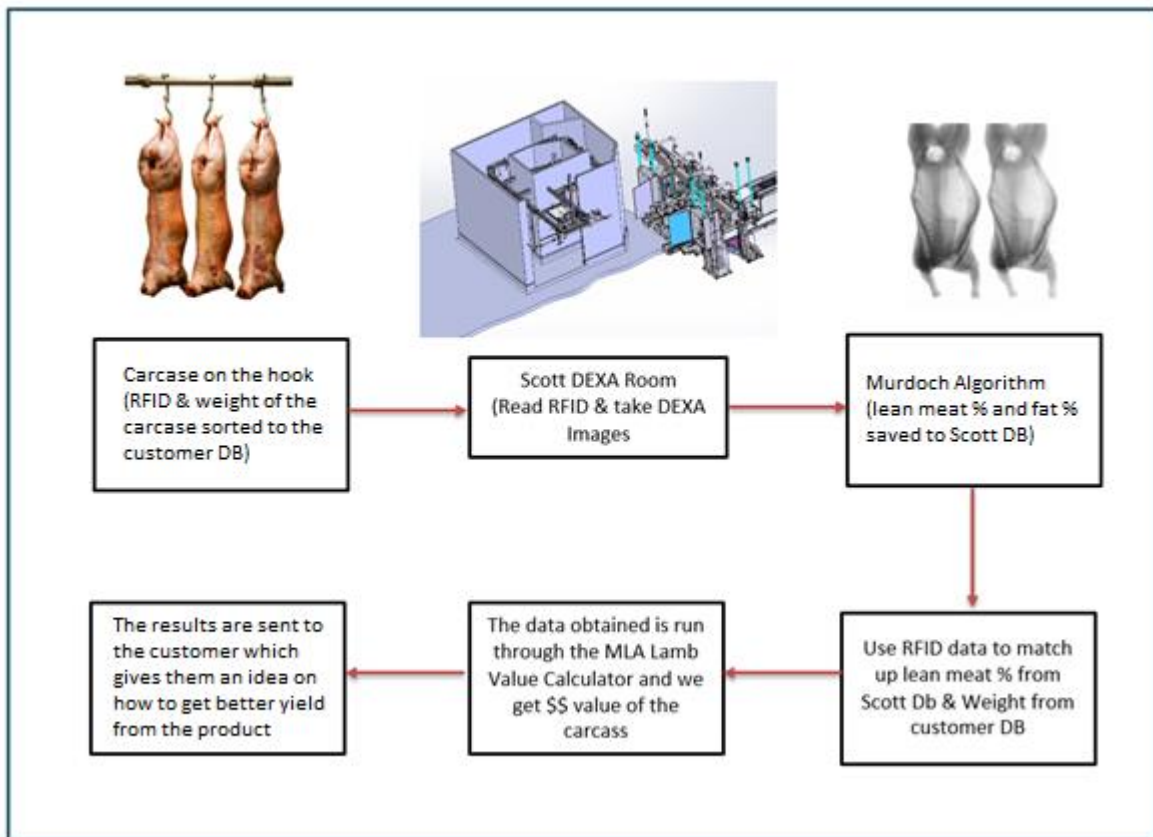 Carcase on the hook
(RFID & weight of the
carcase sorted to the
customer DB)
Scott DEXA Room
(Read RFID & take DEXA
Images
Murdoch Algorithm
(lean meat % and fat %
saved to Scott DB)
Use RFID data to match
up lean meat % from
Scott Db & Weight from
customer DB
The data obtained is run
through the MLA Lamb
Value Calculator and we
get $$ value of the
carcass
The results are sent to
the customer which
gives them an idea on
how to get better yield
from the product